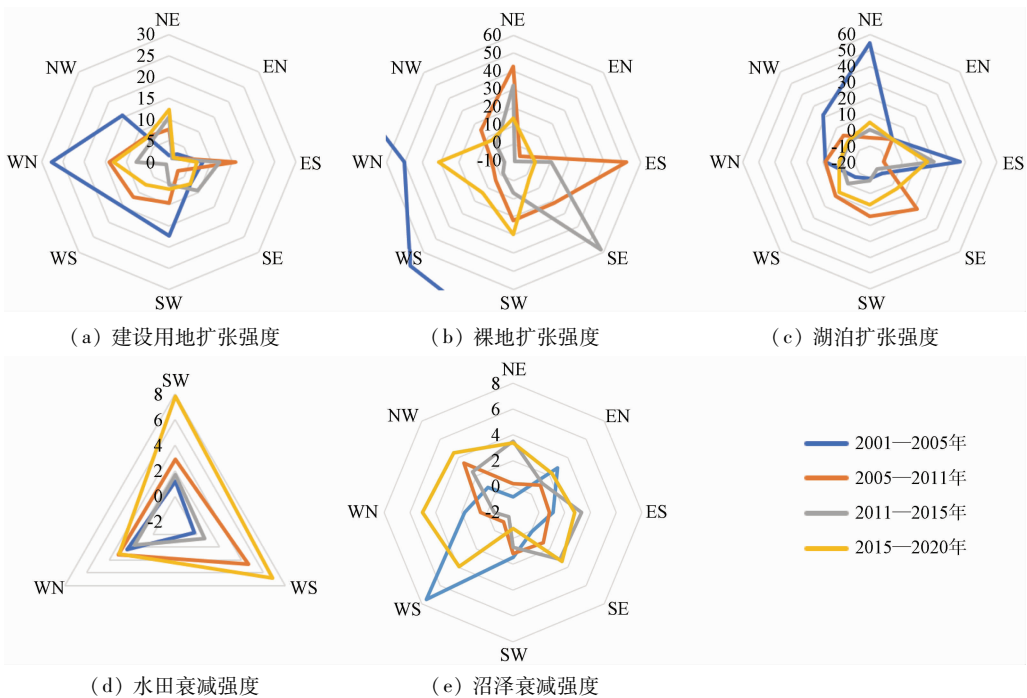 NE
30
25
20
15
10
5
0
EN
ES
SE
SW
WS
WN
NW
(a) 建设用地扩张强度
NE
60
50
40
30
20
10
0
-10
EN
ES
SE
SW
WS
WN
NW
(b) 裸地扩张强度
NE
60
50
40
30
20
10
0
-10
-20
EN
ES
SE
SW
WS
WN
NW
(c) 湖泊扩张强度
SW
8
6
4
2
0
-2
WN
WS
(d) 水田衰减强度
NE
8
6
4
2
0
-2
EN
ES
SE
SW
WS
WN
NW
(e) 沼泽衰减强度
2001—2005年
2005—2011年
2011—2015年
2015—2020年